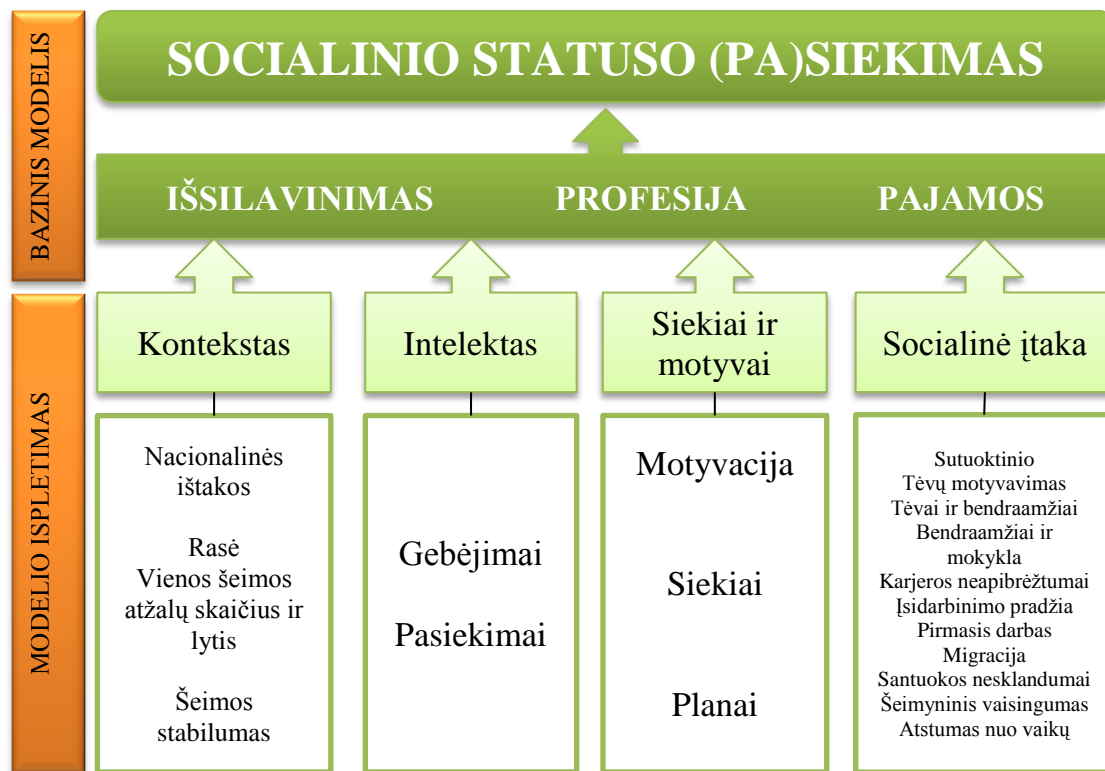 BAZINIS MODELIS
SOCIALINIO STATUSO (PA)SIEKIMAS
IŠSILAVINIMAS PROFESIJA PAJAMOS
MODELIO ISPLETIMAS
Kontekstas
Nacionalinės
ištakos
Rasė
Vienos šeimos
atžalų skaičius ir
lytis
Šeimos
stabilumas
Intelektas
Gebėjimai
Pasiekimai
Siekiai ir
motyvai
Motyvacija
Siekiai
Planai
Socialinė įtaka
Sutuoktinio
Tėvų motyvavimas
Tėvai ir bendraamžiai
Bendraamžiai ir
mokykla
Karjeros neapibrėžtumai
Įsidarbinimo pradžia
Pirmasis darbas
Migracija
Santuokos nesklandumai
Šeimyninis vaisingumas
Atstumas nuo vaikų